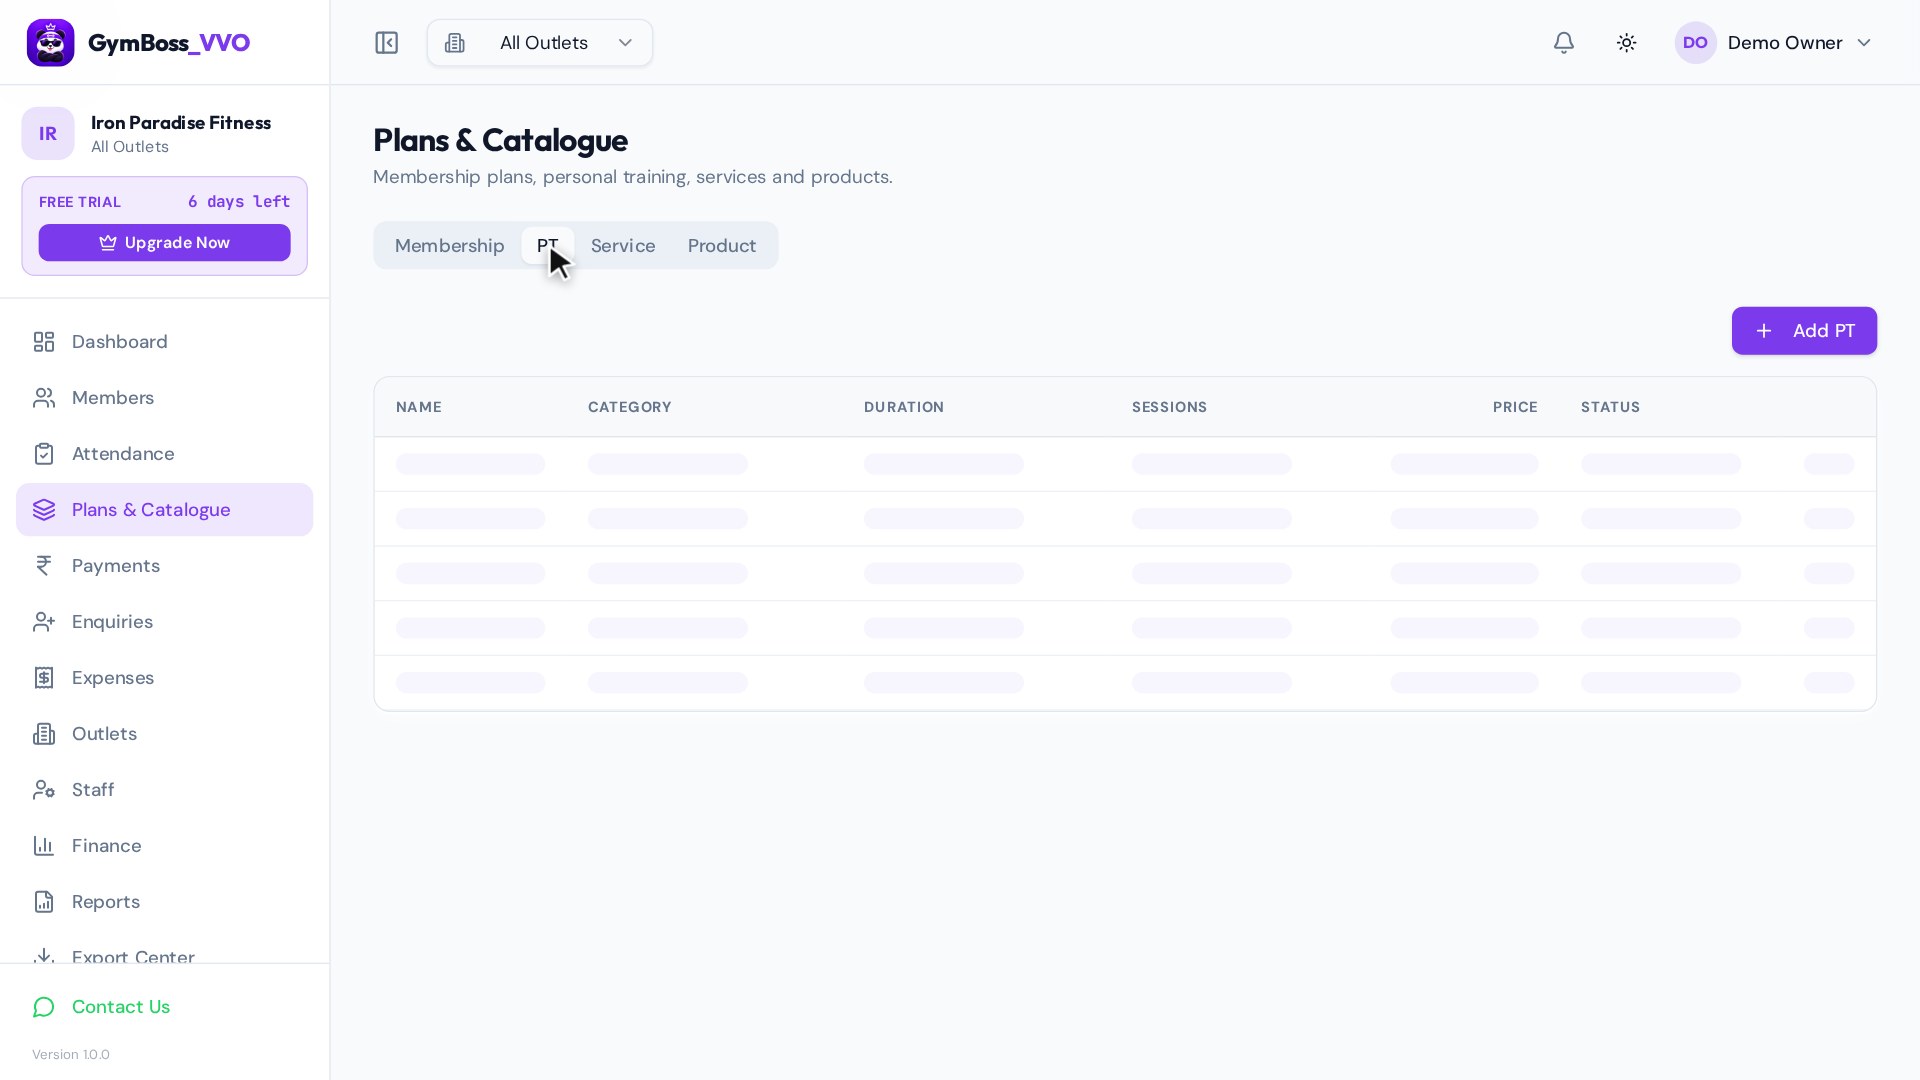 GymBoss_VVO
All Outlets
DO
Demo Owner
IR
Iron Paradise Fitness
All Outlets
FREE TRIAL
6 days left
Upgrade Now
Dashboard
Members
Attendance
Plans & Catalogue
Payments
Enquiries
Expenses
Outlets
Staff
Finance
Reports
Export Center
Contact Us
Version 1.0.0
Plans & Catalogue
Membership plans, personal training, services and products.
Membership PT Service Product
Add PT
NAME CATEGORY DURATION SESSIONS PRICE STATUS